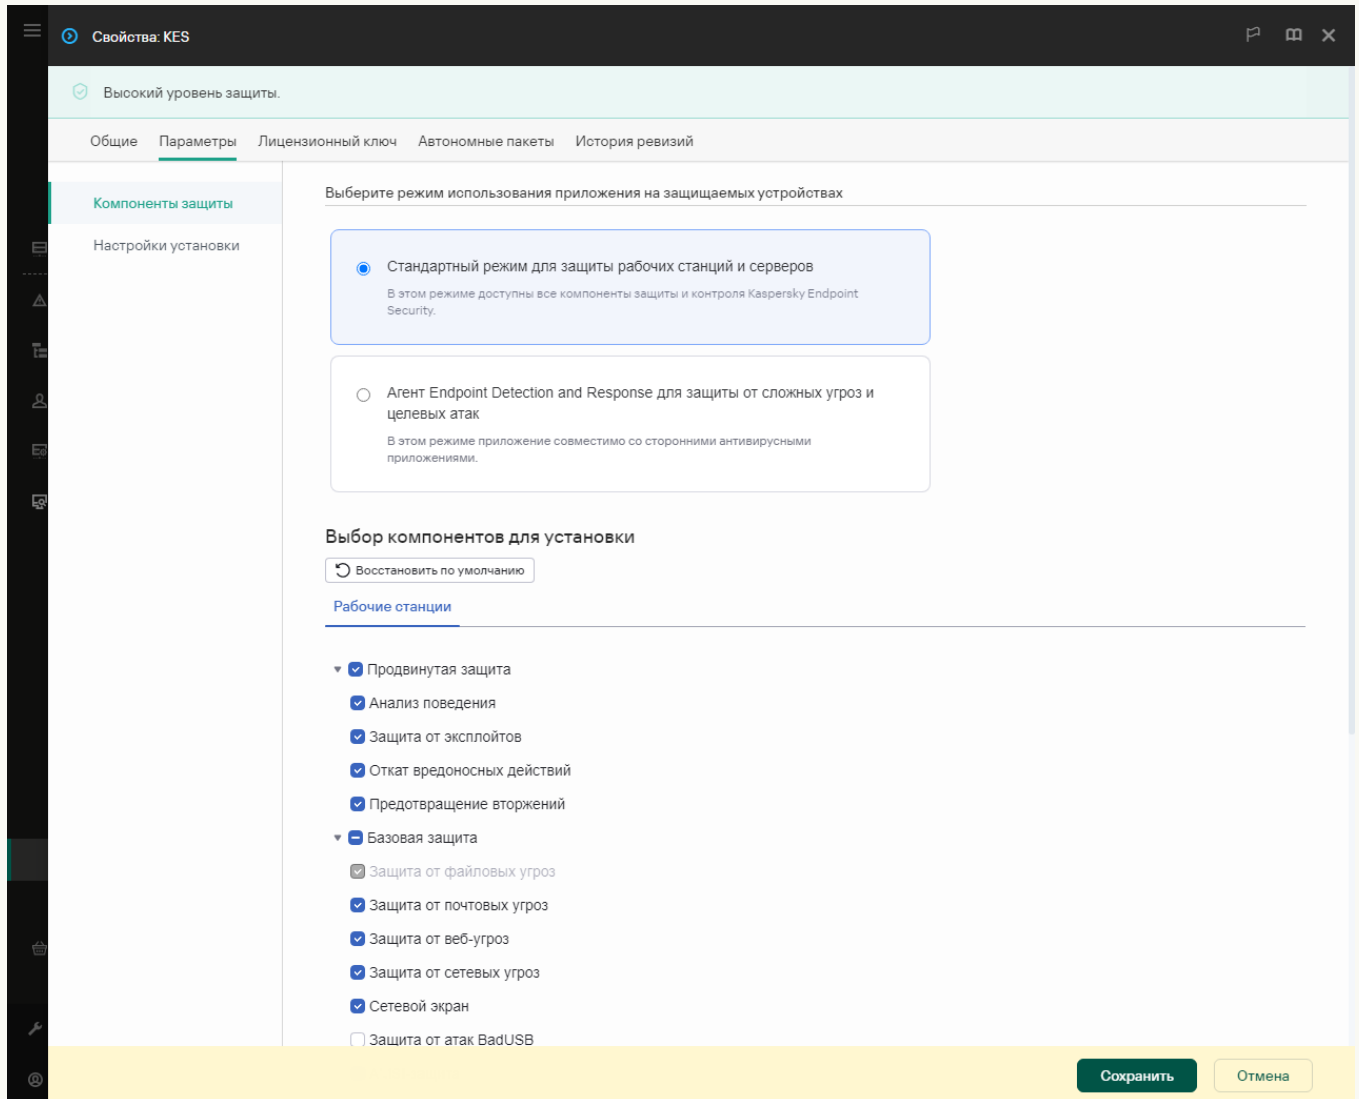 Свойства: KES
Высокий уровень защиты.
Общие Параметры Лицензионный ключ Автономные пакеты История ревизий
Компоненты защиты
Настройки установки
Выберите режим использования приложения на защищаемых устройствах
Стандартный режим для защиты рабочих станций и серверов
В этом режиме доступны все компоненты защиты и контроля Kaspersky Endpoint
Security.
Агент Endpoint Detection and Response для защиты от сложных угроз и
целевых атак
В этом режиме приложение совместимо со сторонними антивирусными
приложениями.
Выбор компонентов для установки
Восстановить по умолчанию
Рабочие станции
Продвинутая защита
Анализ поведения
Защита от эксплойтов
Откат вредоносных действий
Предотвращение вторжений
Базовая защита
Защита от файловых угроз
Защита от почтовых угроз
Защита от веб-угроз
Защита от сетевых угроз
Сетевой экран
Защита от атак BadUSB
Сохранить Отмена